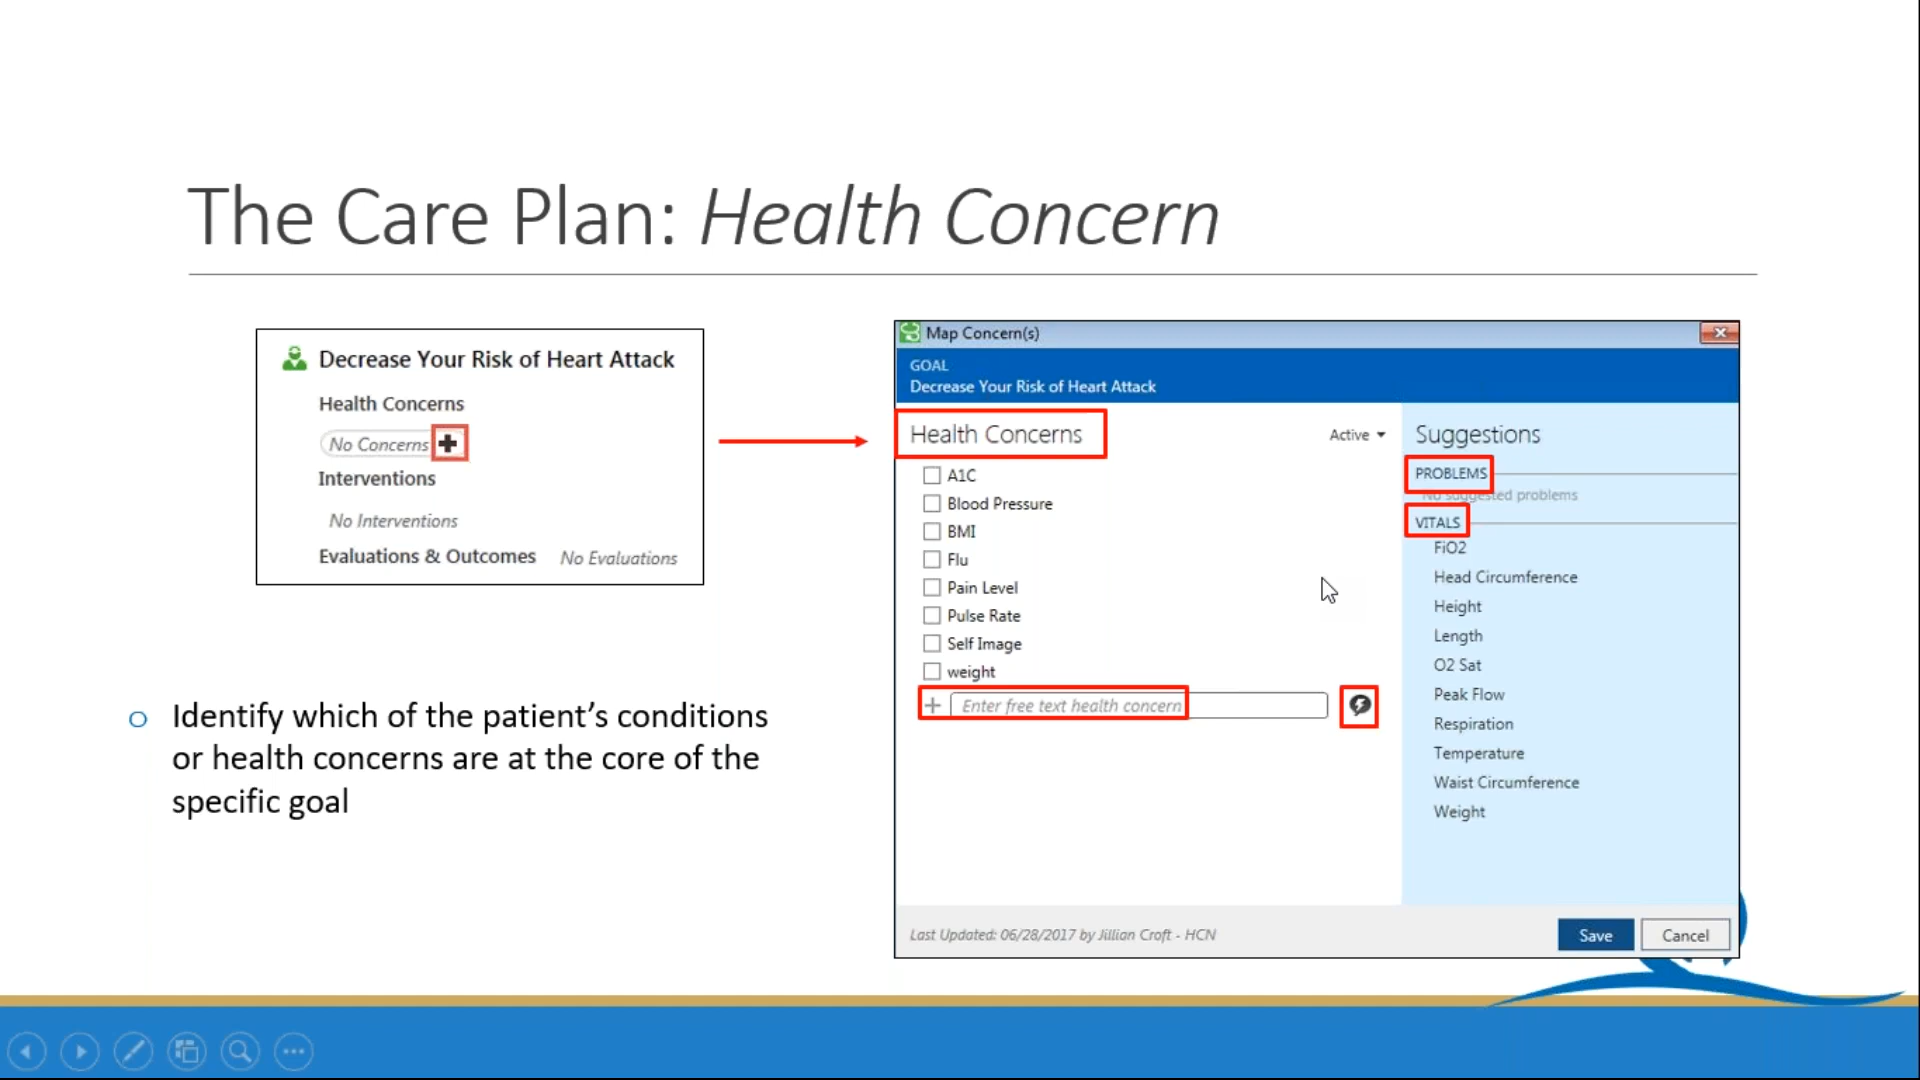 The Care Plan: Health Concern
Decrease Your Risk of Heart Attack
Health Concerns
No Concerns
Interventions
No Interventions
Evaluations & Outcomes No Evaluations
o Identify which of the patient's conditions
or health concerns are at the core of the
specific goal
Map Concern(s)
GOAL
Decrease Your Risk of Heart Attack
Health Concerns
Active
A1C
Blood Pressure
BMI
Flu
Pain Level
Pulse Rate
Self Image
weight
Enter free text health concern
Suggestions
PROBLEMS
No suggested problems
VITALS
FiO2
Head Circumference
Height
Length
O2 Sat
Peak Flow
Respiration
Temperature
Waist Circumference
Weight
Last Updated: 06/28/2017 by Jillian Croft - HCN
Save
Cancel